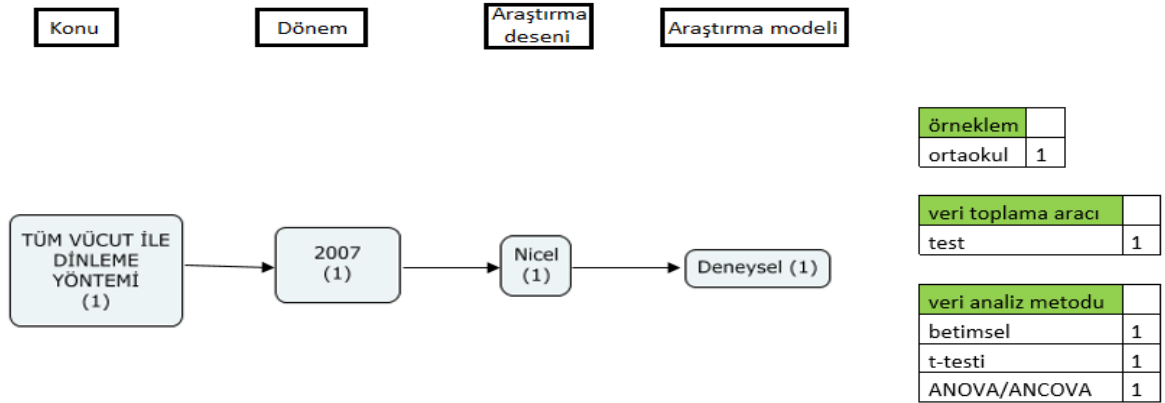 Konu
Dönem
Araştırma
deseni
Araştırma modeli
TÜM VÜCUT İLE
DİNLEME
YÖNTEMİ
(1)
2007
(1)
Nicel
(1)
Deneysel (1)
örneklem
ortaokul 1
veri toplama aracı
test 1
veri analiz metodu
betimsel 1
t-testi 1
ANOVA/ANCOVA 1